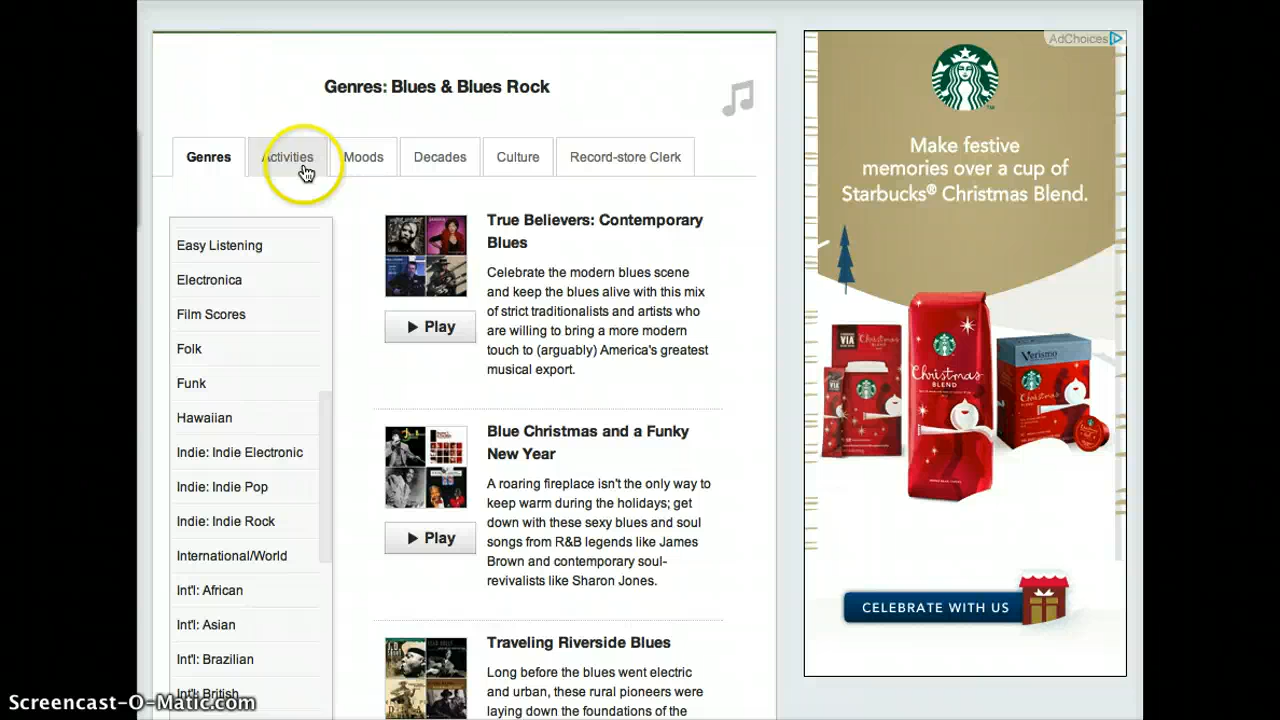 AdChoices
Genres: Blues & Blues Rock
Genres
Activities
Moods
Decades
Culture
Record-store Clerk
Easy Listening
Electronica
Film Scores
Folk
Funk
Hawaiian
Indie: Indie Electronic
Indie: Indie Pop
Indie: Indie Rock
International/World
Int'l: African
Int'l: Asian
Int'l: Brazilian
Int'l: British
True Believers: Contemporary
Blues
Celebrate the modern blues scene
and keep the blues alive with this mix
of strict traditionalists and artists who
are willing to bring a more modern
touch to (arguably) America's greatest
musical export.
Play
Blue Christmas and a Funky
New Year
A roaring fireplace isn't the only way to
keep warm during the holidays; get
down with these sexy blues and soul
songs from R&B legends like James
Brown and contemporary soul-
revivalists like Sharon Jones.
Play
Traveling Riverside Blues
Long before the blues went electric
and urban, these rural pioneers were
laying down the foundations of the
Make festive
memories over a cup of
Starbucks® Christmas Blend.
VIA
Christmas
BLEND
Verismo
CELEBRATE WITH US
Screencast-O-Matic.com